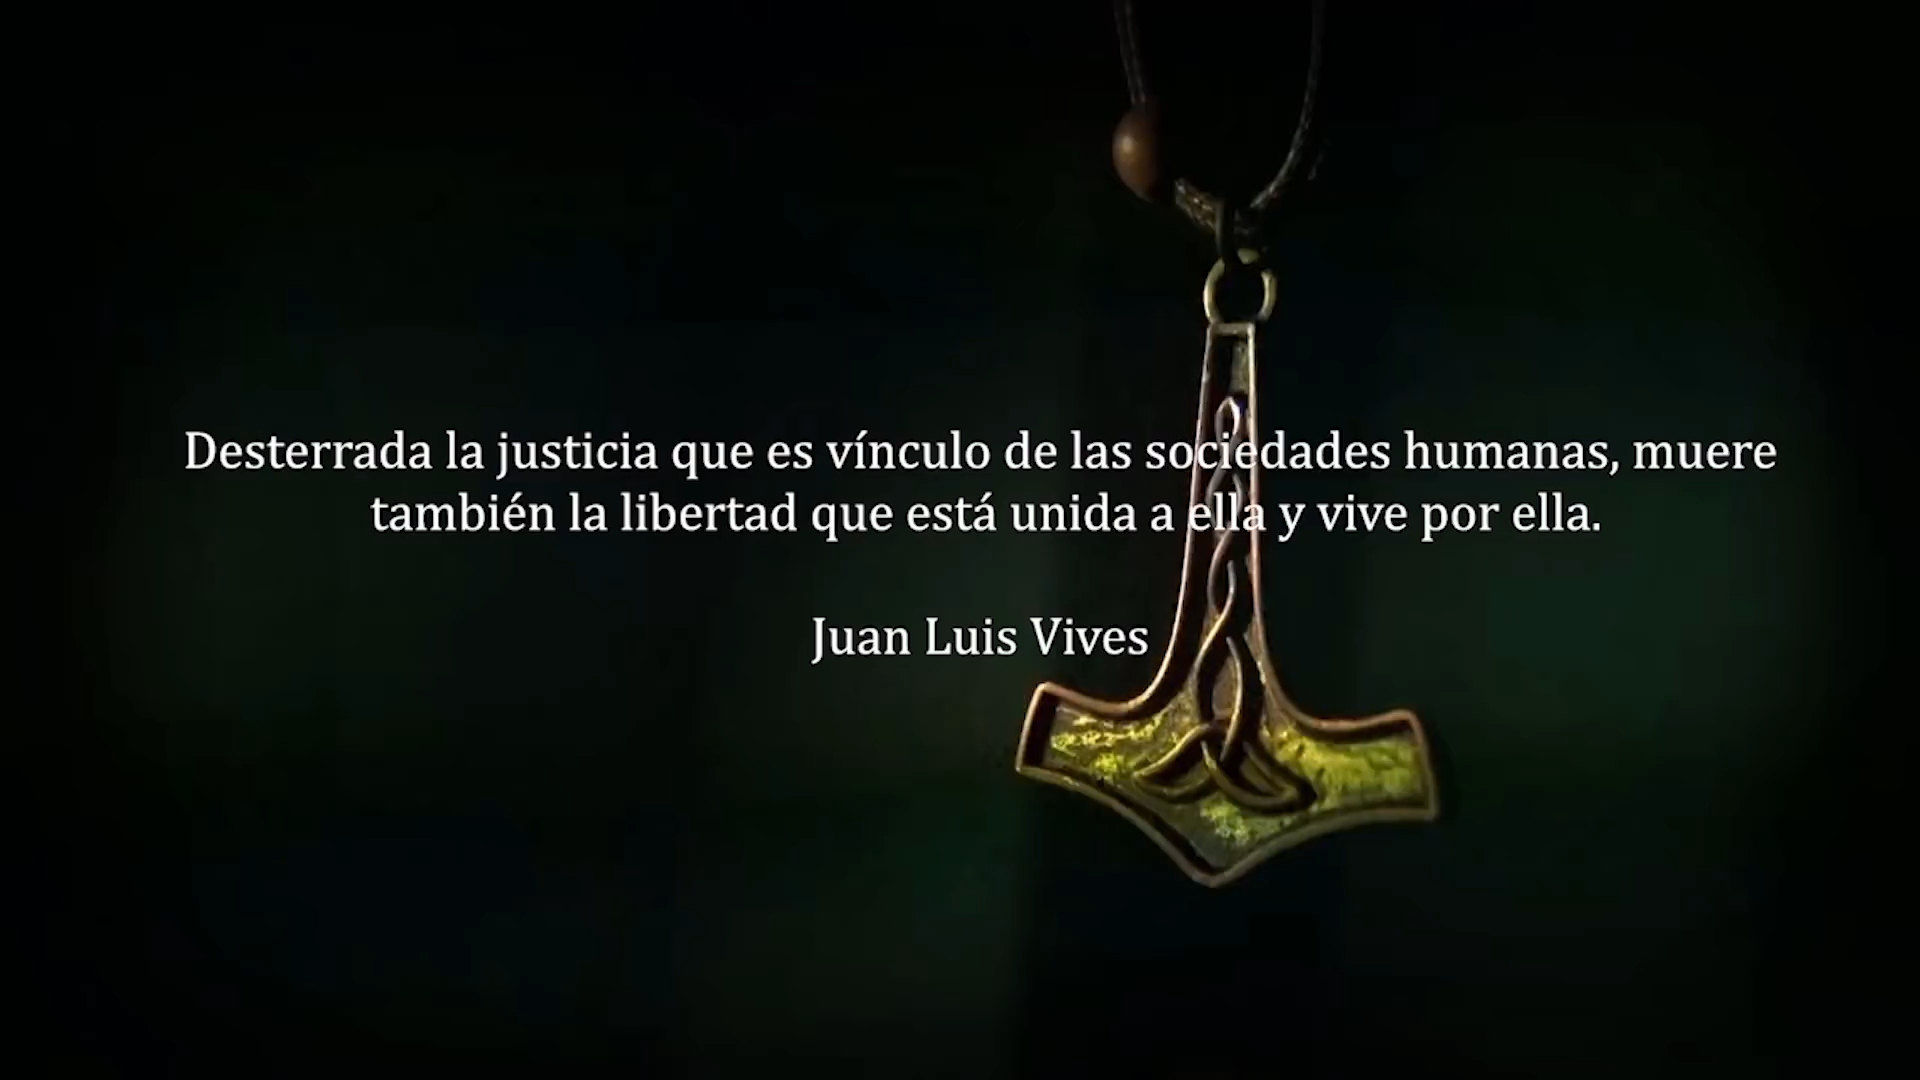 Desterrada la justicia que es vínculo de las sociedades humanas, muere
también la libertad que está unida a ella y vive por ella.
Juan Luis Vives